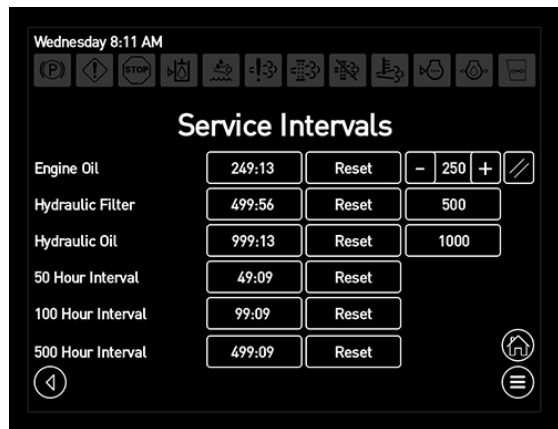 Wednesday 8:11 AM
(P) STOP
Service Intervals
Engine Oil 249:13 Reset - 250 +
Hydraulic Filter 499:56 Reset 500
Hydraulic Oil 999:13 Reset 1000
50 Hour Interval 49:09 Reset
100 Hour Interval 99:09 Reset
500 Hour Interval 499:09 Reset